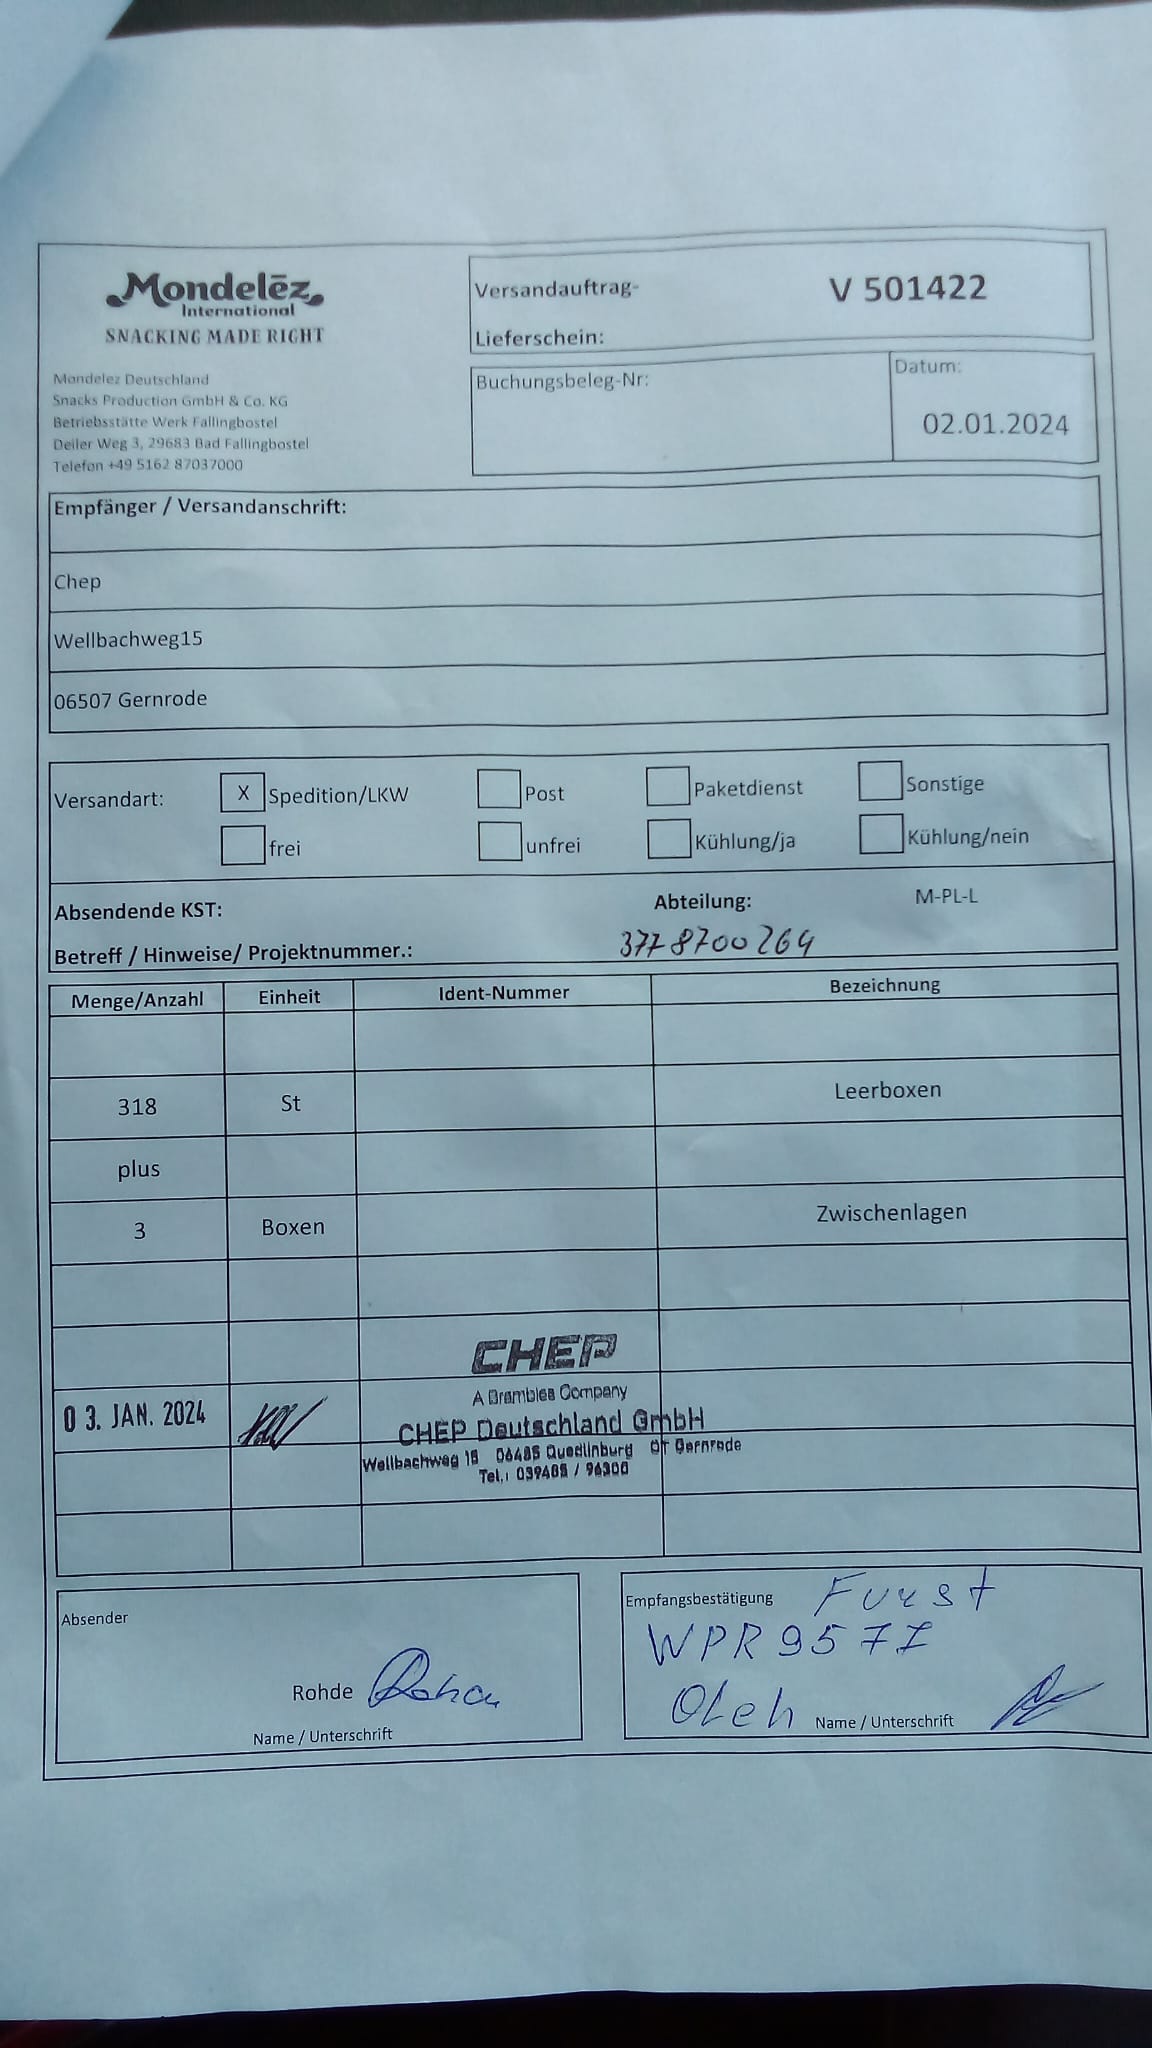 Mondelēz
International
SNACKING MADE RIGHT
Mondelez Deutschland
Snacks Production GmbH & Co. KG
Betriebsstätte Werk Fallingbostel
Deiler Weg 3, 29683 Bad Fallingbostel
Telefon +49 5162 87037000
Versandauftrag- V 501422
Lieferschein:
Buchungsbeleg-Nr:
Datum:
02.01.2024
Empfänger / Versandanschrift:
Chep
Wellbachweg15
06507 Gernrode
Versandart: X Spedition/LKW Post Paketdienst Sonstige
frei unfrei Kühlung/ja Kühlung/nein
Absendende KST: Abteilung: M-PL-L
Betreff / Hinweise/ Projektnummer.: 3778700264
Menge/Anzahl Einheit Ident-Nummer Bezeichnung
318 St Leerboxen
plus
3 Boxen Zwischenlagen
CHEP
A Brambles Company
03. JAN. 2024
CHEP Deutschland GmbH
Wellbachweg 15 06485 Quedlinburg OT Gernrode
Tel.: 039485 / 96300
Absender
Rohde
Name / Unterschrift
Empfangsbestätigung Furst
WPR 9577
Oleh Name / Unterschrift